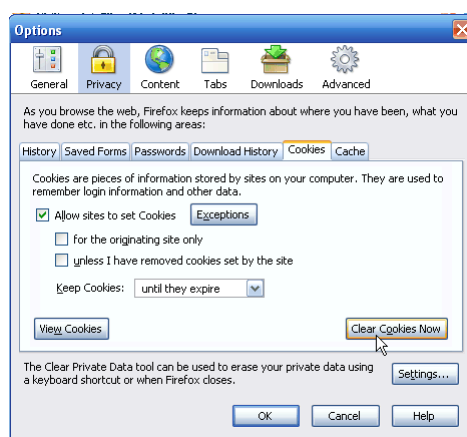 Options
General Privacy Content Tabs Downloads Advanced
As you browse the web, Firefox keeps information about where you have been, what you
have done etc. in the following areas:
History Saved Forms Passwords Download History Cookies Cache
Cookies are pieces of information stored by sites on your computer. They are used to
remember login information and other data.
Allow sites to set Cookies Exceptions
for the originating site only
unless I have removed cookies set by the site
Keep Cookies: until they expire
View Cookies Clear Cookies Now
The Clear Private Data tool can be used to erase your private data using
a keyboard shortcut or when Firefox closes.
Settings...
OK Cancel Help